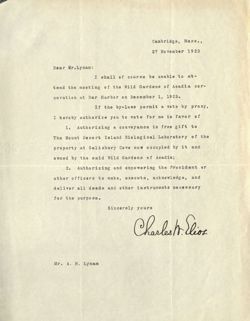 Cambridge, Mass.,
27 November 1923
Dear Mr.Lynam:
I shall of course be unable to at-
tend the meeting of the Wild Gardens of Acadia cor-
poration at Bar Harbor on December 1, 1923.
If the by-laws permit a vote by proxy,
I hereby authorize you to vote for me in favor of
1. Authorizing a conveyance in free gift to
The Mount Desert Island Biological Laboratory of the
property at Salisbury Cove now occupied by it and
owned by the said Wild Gardens of Acadia;
2. Authorizing and empowering the President or
other officers to make, execute, acknowledge, and
deliver all deeds and other instruments necessary
for the purpose.
Sincerely yours
Charles W. Eliot
Mr. A. H. Lynam